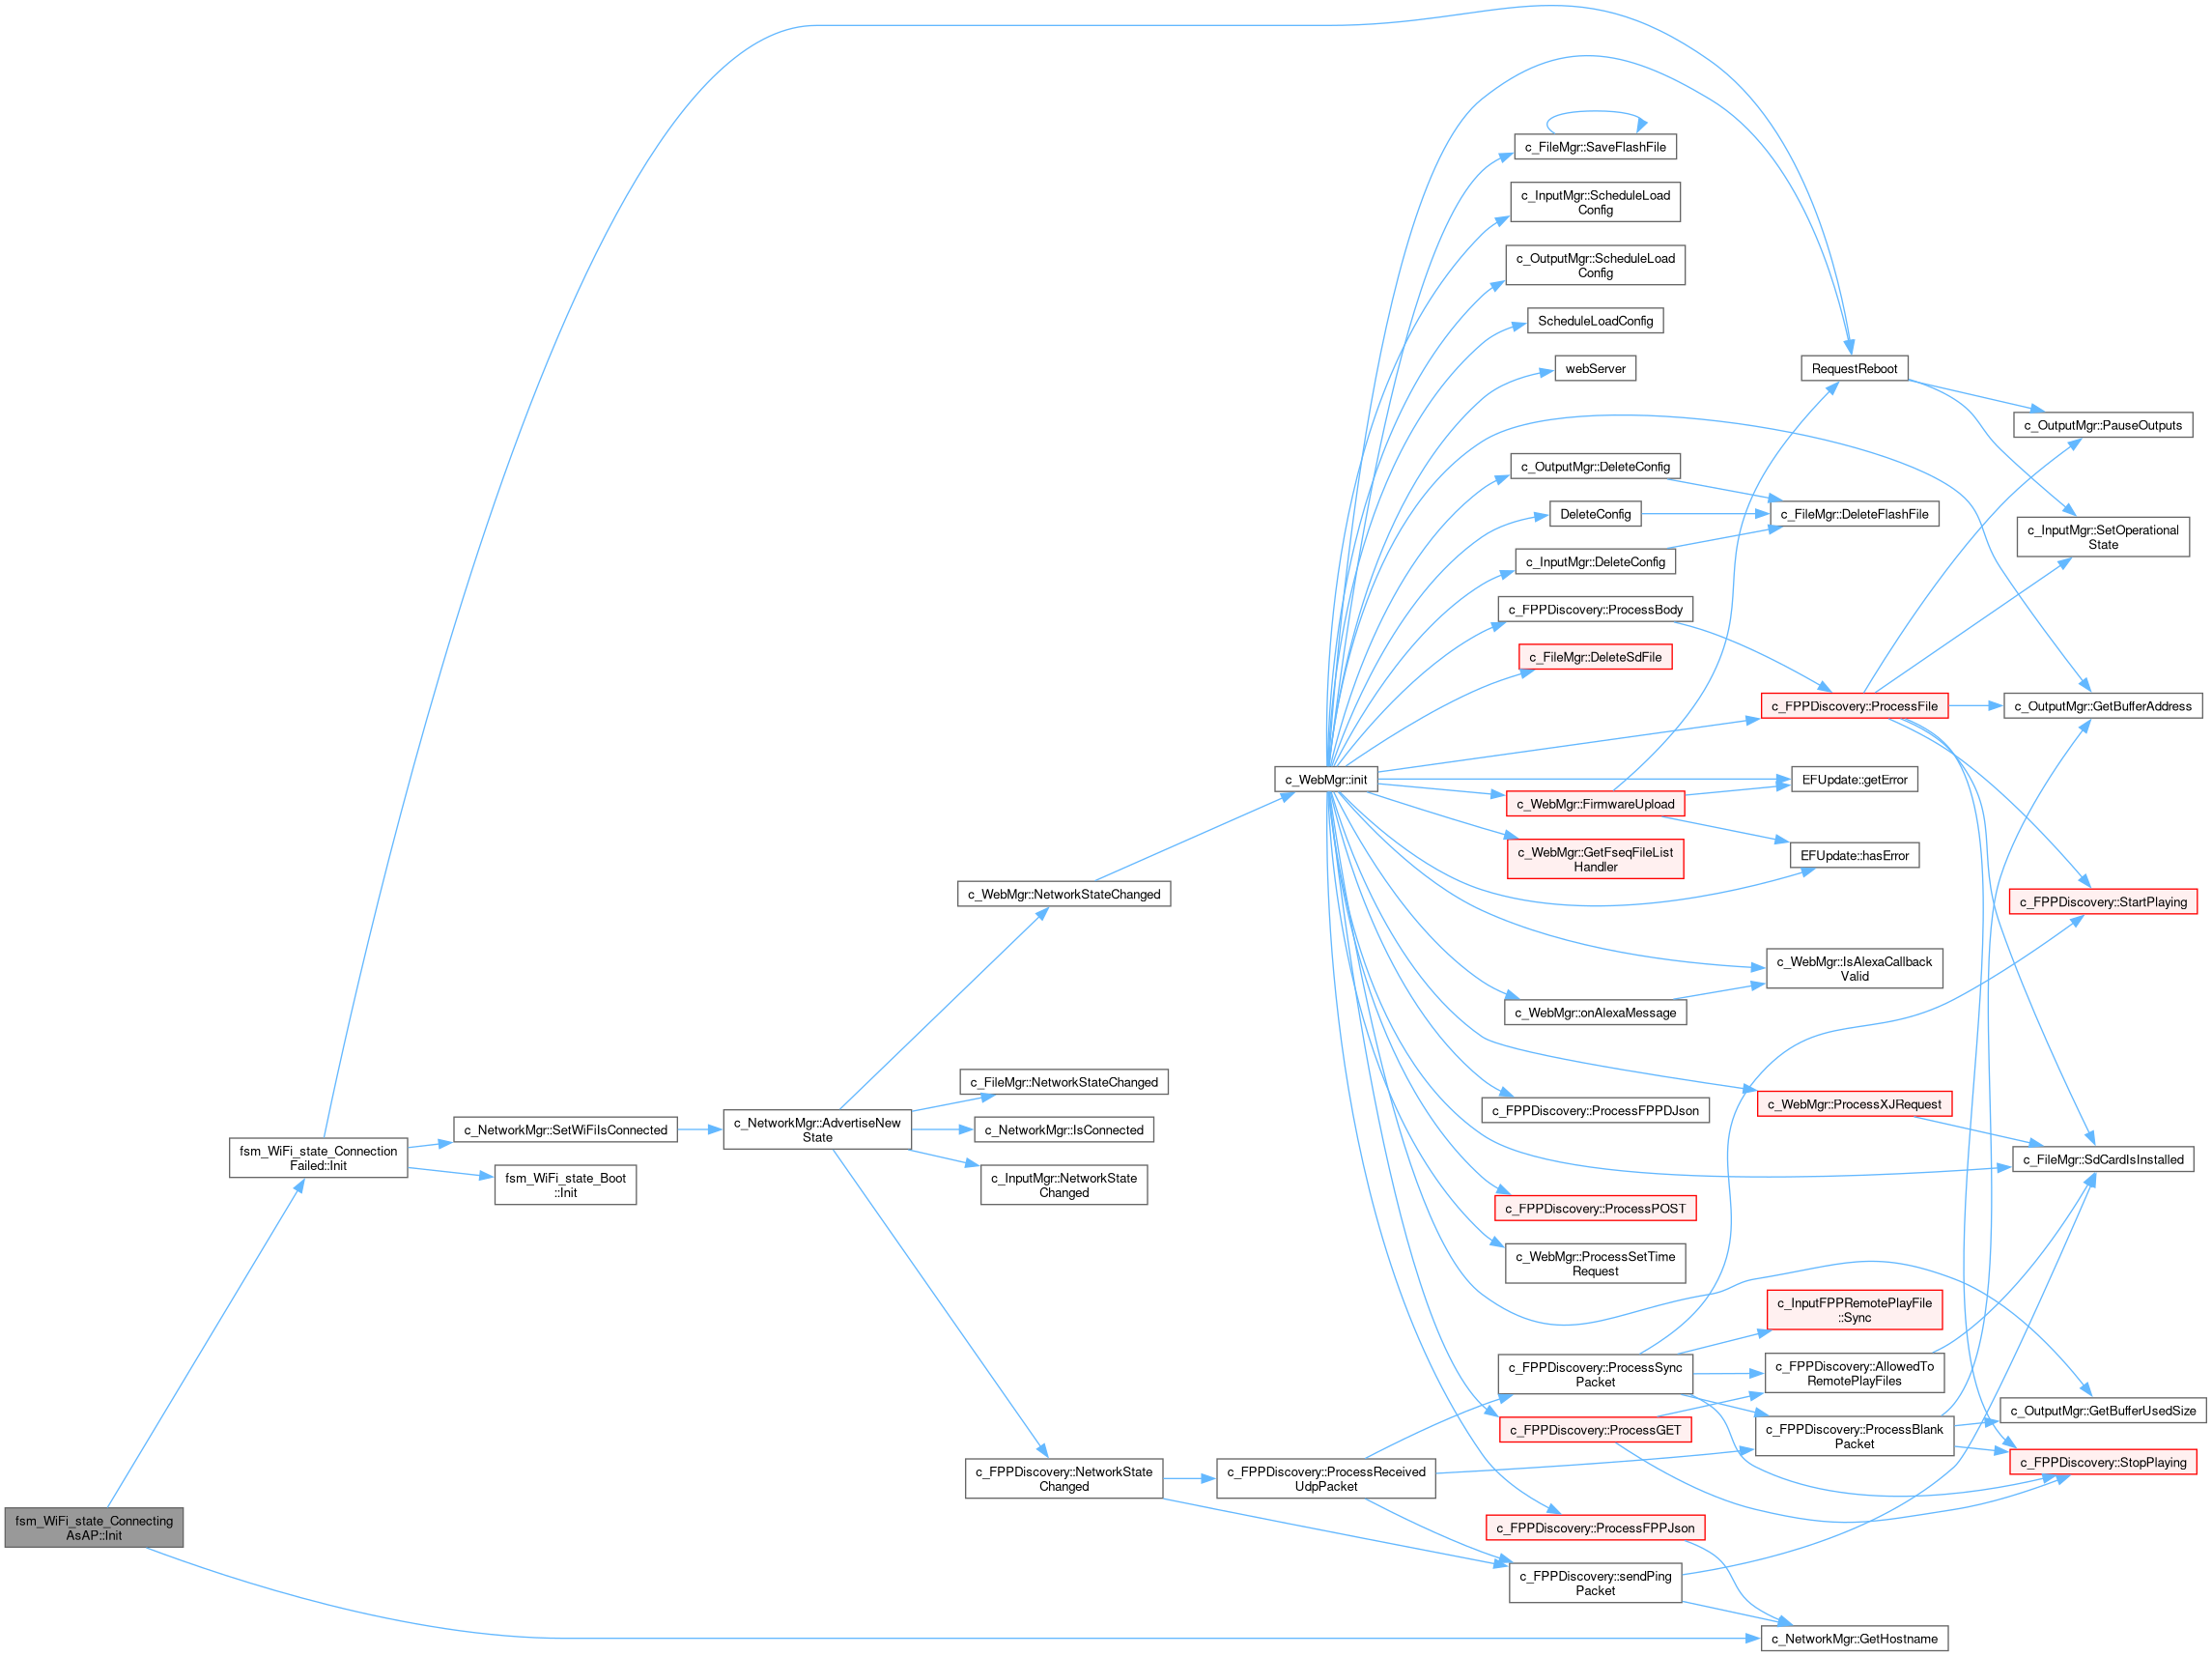 c_FileMgr::SaveFlashFile
c_InputMgr::ScheduleLoad
Config
c_OutputMgr::ScheduleLoad
Config
ScheduleLoadConfig
webServer
RequestReboot
c_OutputMgr::PauseOutputs
c_OutputMgr::DeleteConfig
DeleteConfig
c_FileMgr::DeleteFlashFile
c_InputMgr::SetOperational
State
c_InputMgr::DeleteConfig
c_FPPDiscovery::ProcessBody
c_FileMgr::DeleteSdFile
c_FPPDiscovery::ProcessFile
c_OutputMgr::GetBufferAddress
c_WebMgr::init
EFUpdate::getError
c_WebMgr::FirmwareUpload
c_WebMgr::GetFseqFileList
Handler
EFUpdate::hasError
c_WebMgr::NetworkStateChanged
c_FPPDiscovery::StartPlaying
c_WebMgr::IsAlexaCallback
Valid
c_WebMgr::onAlexaMessage
c_FileMgr::NetworkStateChanged
c_FPPDiscovery::ProcessFPPDJson
c_WebMgr::ProcessXJRequest
c_NetworkMgr::SetWiFiIsConnected
c_NetworkMgr::AdvertiseNew
State
c_NetworkMgr::IsConnected
fsm_WiFi_state_Connection
Failed::Init
c_FileMgr::SdCardIsInstalled
fsm_WiFi_state_Boot
::Init
c_InputMgr::NetworkState
Changed
c_FPPDiscovery::ProcessPOST
c_WebMgr::ProcessSetTime
Request
c_InputFPPRemotePlayFile
::Sync
c_FPPDiscovery::ProcessSync
Packet
c_FPPDiscovery::AllowedTo
RemotePlayFiles
c_OutputMgr::GetBufferUsedSize
c_FPPDiscovery::ProcessGET
c_FPPDiscovery::ProcessBlank
Packet
c_FPPDiscovery::StopPlaying
c_FPPDiscovery::NetworkState
Changed
c_FPPDiscovery::ProcessReceived
UdpPacket
fsm_WiFi_state_Connecting
AsAP::Init
c_FPPDiscovery::ProcessFPPJson
c_FPPDiscovery::sendPing
Packet
c_NetworkMgr::GetHostname